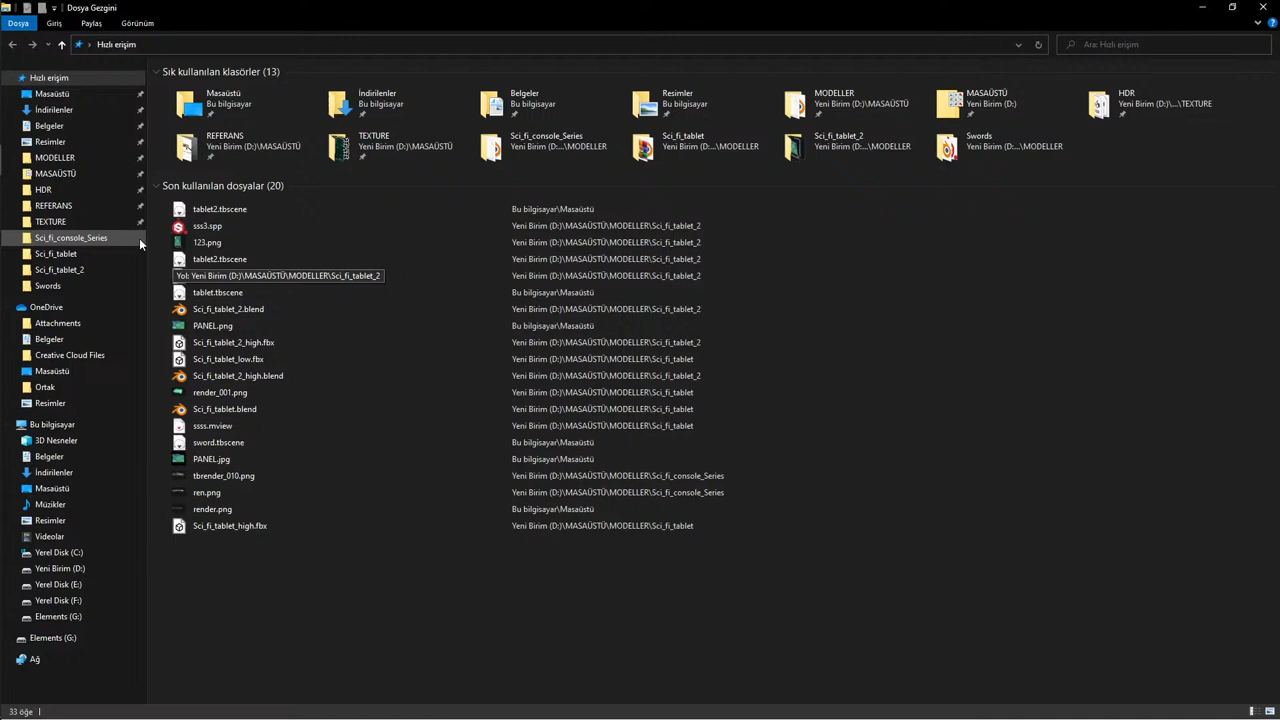 Dosya Gezgini
Dosya Giriş Paylaş Görünüm
Hızlı erişim
Ara: Hızlı erişim
Hızlı erişim
Masaüstü
İndirilenler
Belgeler
Resimler
MODELLER
MASAÜSTÜ
HDR
REFERANS
TEXTURE
Sci_fi_console_Series
Sci_fi_tablet
Sci_fi_tablet_2
Swords
OneDrive
Attachments
Belgeler
Creative Cloud Files
Masaüstü
Ortak
Resimler
Bu bilgisayar
3D Nesneler
Belgeler
İndirilenler
Masaüstü
Müzikler
Resimler
Videolar
Yerel Disk (C:)
Yeni Birim (D:)
Yerel Disk (E:)
Yerel Disk (F:)
Elements (G:)
Elements (G:)
Ağ
Sık kullanılan klasörler (13)
Masaüstü
Bu bilgisayar
İndirilenler
Bu bilgisayar
Belgeler
Bu bilgisayar
Resimler
Bu bilgisayar
MODELLER
Yeni Birim (D:)\MASAÜSTÜ
MASAÜSTÜ
Yeni Birim (D:)
HDR
Yeni Birim (D:)\...\TEXTURE
REFERANS
Yeni Birim (D:)\MASAÜSTÜ
TEXTURE
Yeni Birim (D:)\MASAÜSTÜ
Sci_fi_console_Series
Yeni Birim (D:...\MODELLER
Sci_fi_tablet
Yeni Birim (D:...\MODELLER
Sci_fi_tablet_2
Yeni Birim (D:...\MODELLER
Swords
Yeni Birim (D:...\MODELLER
Son kullanılan dosyalar (20)
tablet2.tbscene Bu bilgisayar\Masaüstü
sss3.spp Yeni Birim (D:)\MASAÜSTÜ\MODELLER\Sci_fi_tablet_2
123.png Yeni Birim (D:)\MASAÜSTÜ\MODELLER\Sci_fi_tablet_2
tablet2.tbscene Yeni Birim (D:)\MASAÜSTÜ\MODELLER\Sci_fi_tablet_2
Yol: Yeni Birim (D:)\MASAÜSTÜ\MODELLER\Sci_fi_tablet_2 Yeni Birim (D:)\MASAÜSTÜ\MODELLER\Sci_fi_tablet_2
tablet.tbscene Bu bilgisayar\Masaüstü
Sci_fi_tablet_2.blend Yeni Birim (D:)\MASAÜSTÜ\MODELLER\Sci_fi_tablet_2
PANEL.png Bu bilgisayar\Masaüstü
Sci_fi_tablet_2_high.fbx Yeni Birim (D:)\MASAÜSTÜ\MODELLER\Sci_fi_tablet_2
Sci_fi_tablet_low.fbx Yeni Birim (D:)\MASAÜSTÜ\MODELLER\Sci_fi_tablet
Sci_fi_tablet_2_high.blend Yeni Birim (D:)\MASAÜSTÜ\MODELLER\Sci_fi_tablet_2
render_001.png Yeni Birim (D:)\MASAÜSTÜ\MODELLER\Sci_fi_tablet
Sci_fi_tablet.blend Yeni Birim (D:)\MASAÜSTÜ\MODELLER\Sci_fi_tablet
ssss.mview Yeni Birim (D:)\MASAÜSTÜ\MODELLER\Sci_fi_tablet
sword.tbscene Bu bilgisayar\Masaüstü
PANEL.jpg Bu bilgisayar\Masaüstü
tbrender_010.png Yeni Birim (D:)\MASAÜSTÜ\MODELLER\Sci_fi_console_Series
ren.png Yeni Birim (D:)\MASAÜSTÜ\MODELLER\Sci_fi_console_Series
render.png Bu bilgisayar\Masaüstü
Sci_fi_tablet_high.fbx Yeni Birim (D:)\MASAÜSTÜ\MODELLER\Sci_fi_tablet
33 öğe